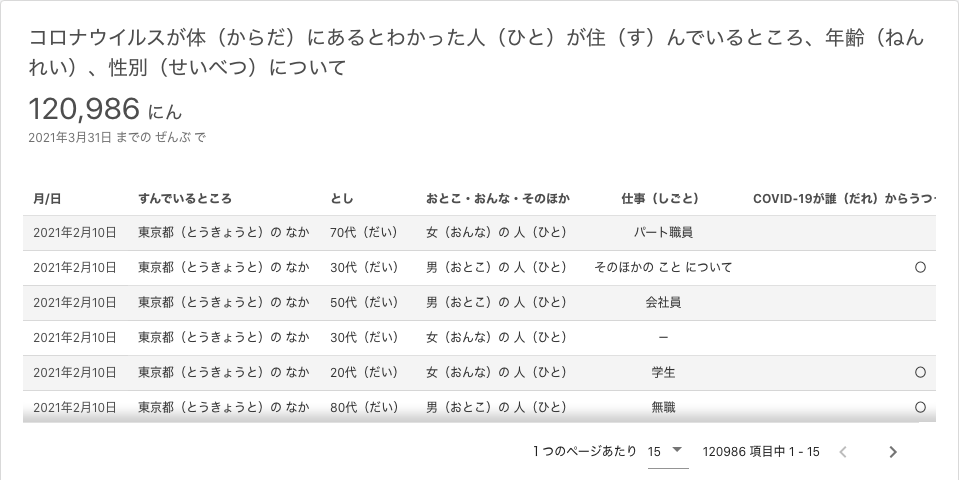 コロナウイルスが体（からだ）にあるとわかった人（ひと）が住（す）んでいるところ、年齢（ねん
れい）、性別（せいべつ）について
120,986 にん
2021年3月31日 までの ぜんぶ で
月/日 すんでいるところ とし おとこ・おんな・そのほか 仕事（しごと） COVID-19が誰（だれ）からうつっ
2021年2月10日 東京都（とうきょうと）の なか 70代（だい） 女（おんな）の 人（ひと） パート職員
2021年2月10日 東京都（とうきょうと）の なか 30代（だい） 男（おとこ）の 人（ひと） そのほかの こと について 〇
2021年2月10日 東京都（とうきょうと）の なか 50代（だい） 男（おとこ）の 人（ひと） 会社員
2021年2月10日 東京都（とうきょうと）の なか 30代（だい） 女（おんな）の 人（ひと） ー
2021年2月10日 東京都（とうきょうと）の なか 20代（だい） 女（おんな）の 人（ひと） 学生 〇
2021年2月10日 東京都（とうきょうと）の なか 80代（だい） 男（おとこ）の 人（ひと） 無職 〇
1 つのページあたり 15 120986 項目中 1 - 15